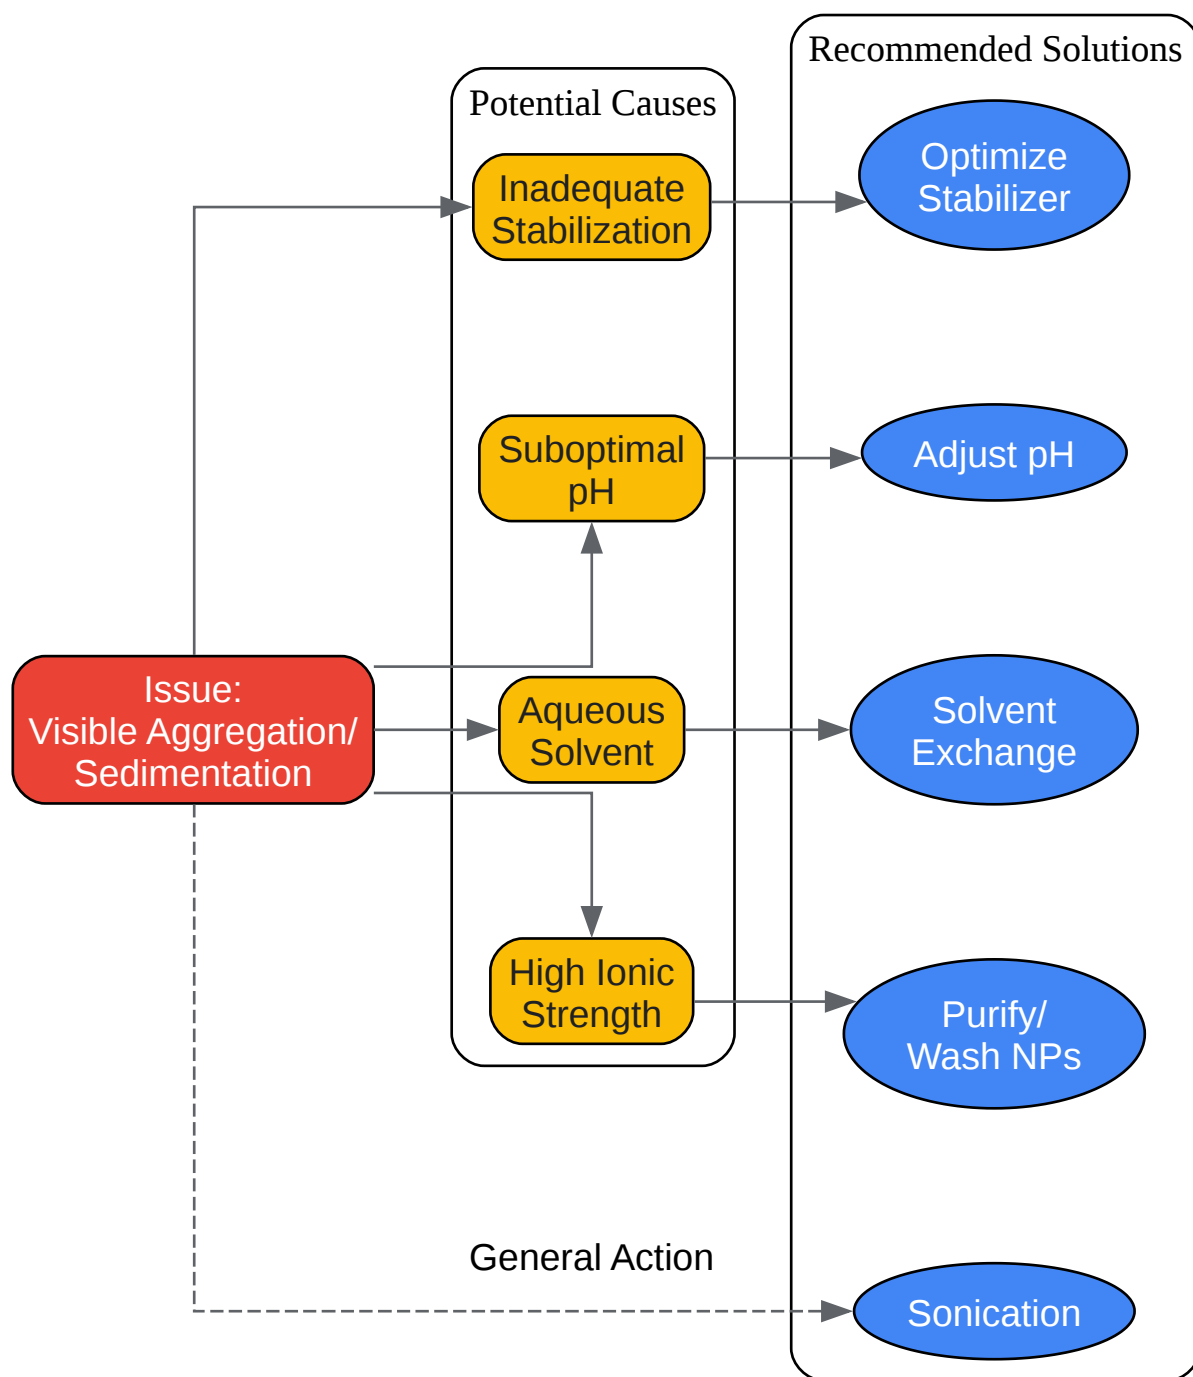 Recommended Solutions
Potential Causes
Inadequate
Stabilization
Optimize
Stabilizer
Suboptimal
pH
Adjust pH
Issue:
Visible Aggregation/
Sedimentation
Aqueous
Solvent
Solvent
Exchange
High Ionic
Strength
Purify/
Wash NPs
General Action
Sonication